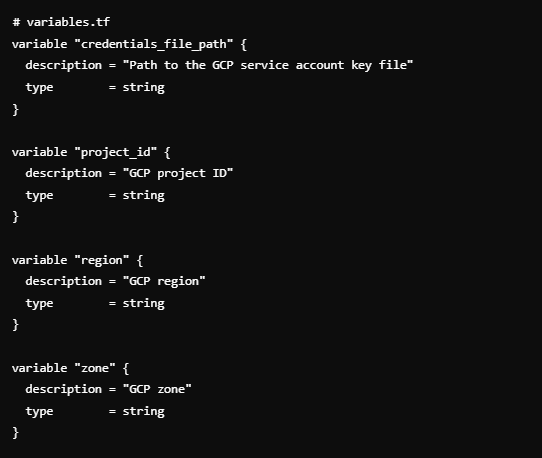 # variables.tf
variable "credentials_file_path" {
  description = "Path to the GCP service account key file"
  type        = string
}

variable "project_id" {
  description = "GCP project ID"
  type        = string
}

variable "region" {
  description = "GCP region"
  type        = string
}

variable "zone" {
  description = "GCP zone"
  type        = string
}